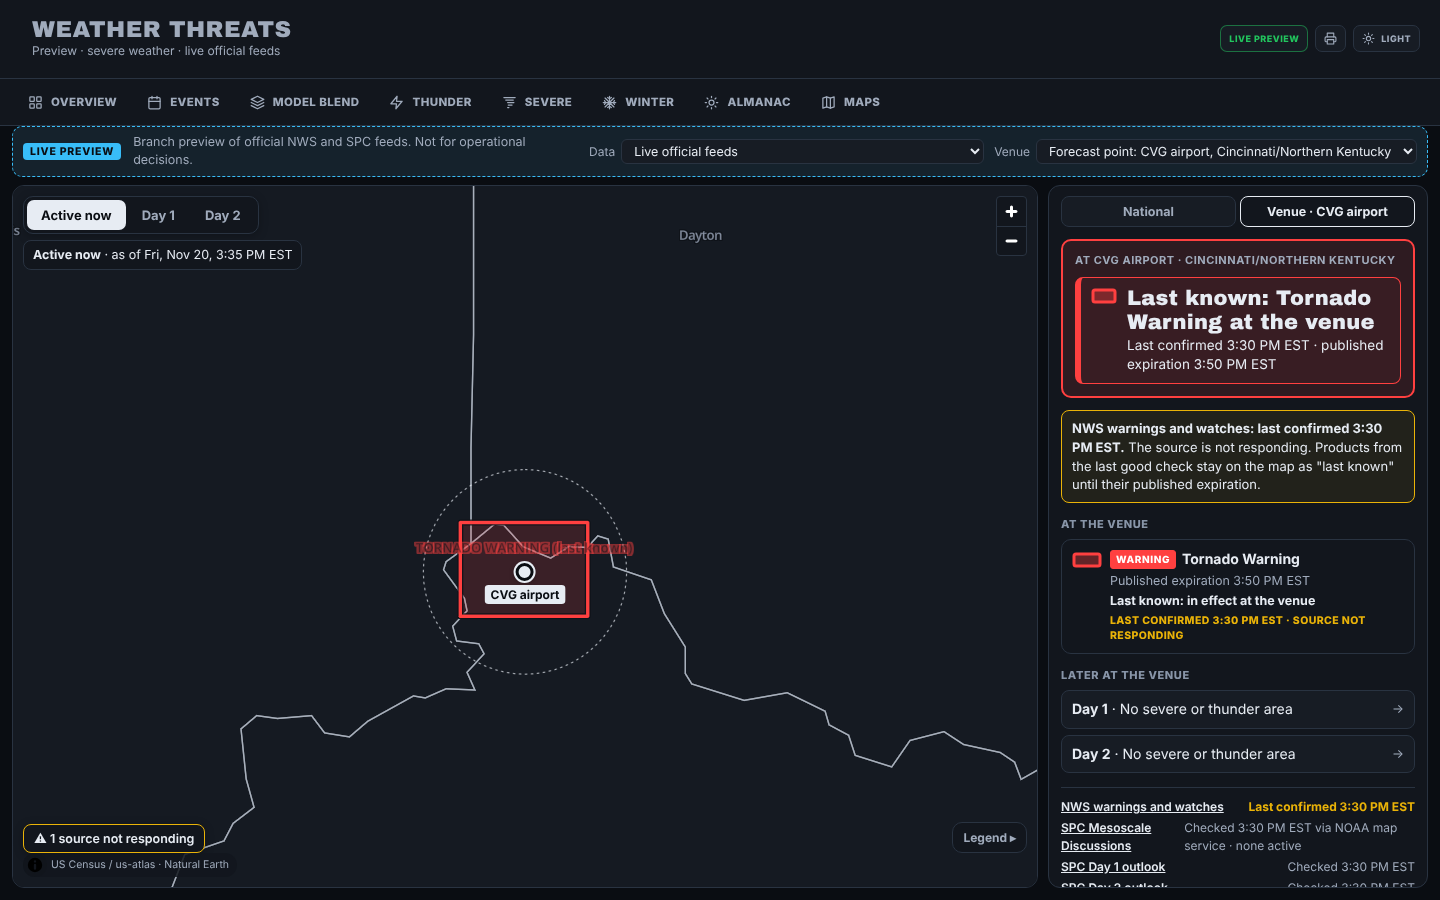 WEATHER THREATS
Preview · severe weather · live official feeds
LIVE PREVIEW
LIGHT
OVERVIEW
EVENTS
MODEL BLEND
THUNDER
SEVERE
WINTER
ALMANAC
MAPS
LIVE PREVIEW
Branch preview of official NWS and SPC feeds. Not for operational
decisions.
Data
Live official feeds
Venue
Forecast point: CVG airport, Cincinnati/Northern Kentucky
Active now
Day 1
Day 2
Active now · as of Fri, Nov 20, 3:35 PM EST
s
Dayton
+
−
TORNADO WARNING (last known)
CVG airport
⚠ 1 source not responding
US Census / us-atlas · Natural Earth
Legend ▸
National
Venue · CVG airport
AT CVG AIRPORT · CINCINNATI/NORTHERN KENTUCKY
Last known: Tornado
Warning at the venue
Last confirmed 3:30 PM EST · published
expiration 3:50 PM EST
NWS warnings and watches: last confirmed 3:30
PM EST. The source is not responding. Products from
the last good check stay on the map as "last known"
until their published expiration.
AT THE VENUE
WARNING Tornado Warning
Published expiration 3:50 PM EST
Last known: in effect at the venue
LAST CONFIRMED 3:30 PM EST · SOURCE NOT
RESPONDING
LATER AT THE VENUE
Day 1 · No severe or thunder area →
Day 2 · No severe or thunder area →
NWS warnings and watches Last confirmed 3:30 PM EST
SPC Mesoscale
Discussions
Checked 3:30 PM EST via NOAA map
service · none active
SPC Day 1 outlook Checked 3:30 PM EST
SPC Day 2 outlook Checked 3:30 PM EST